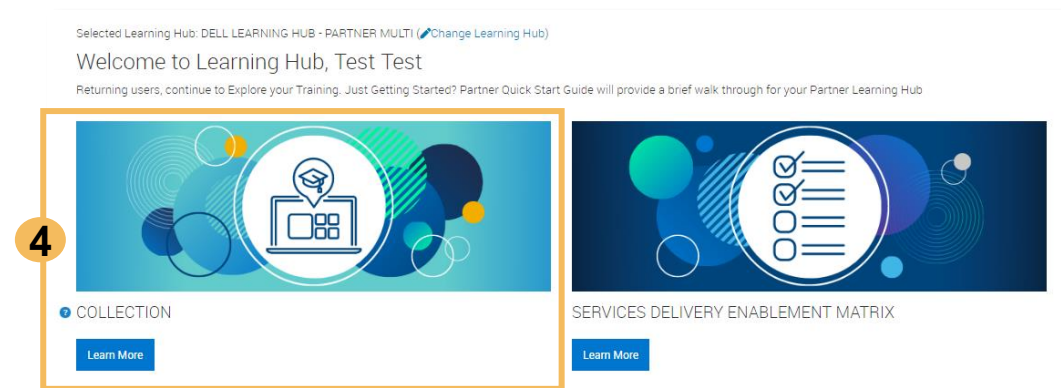 Selected Learning Hub: DELL LEARNING HUB - PARTNER MULTI (Change Learning Hub)
Welcome to Learning Hub, Test Test
Returning users, continue to Explore your Training. Just Getting Started? Partner Quick Start Guide will provide a brief walk through for your Partner Learning Hub
4
? COLLECTION
SERVICES DELIVERY ENABLEMENT MATRIX
Learn More
Learn More